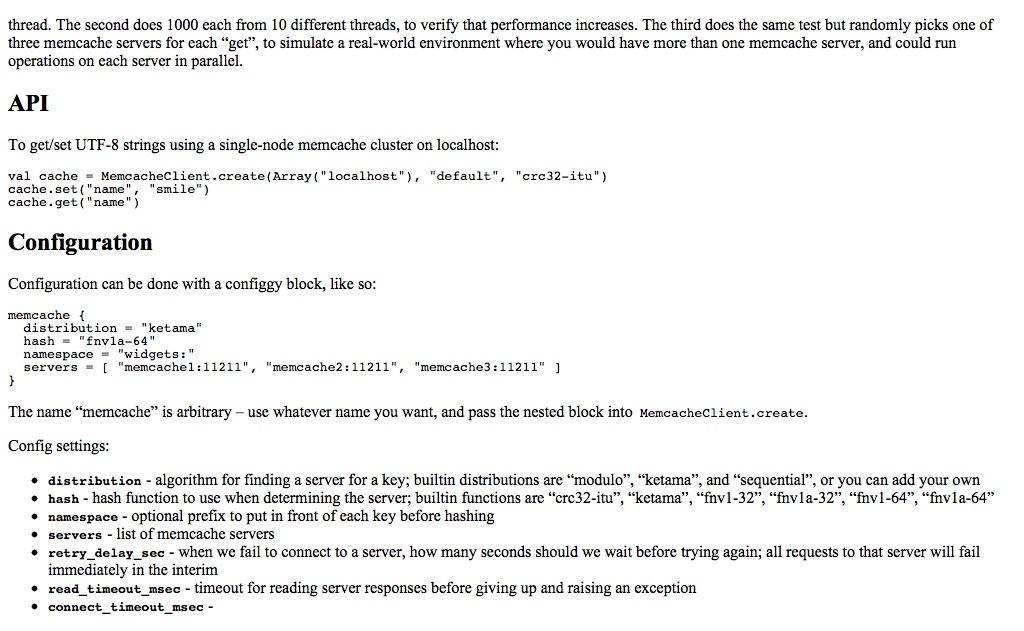 thread. The second does 1000 each from 10 different threads, to verify that performance increases. The third does the same test but randomly picks one of
three memcache servers for each “get”, to simulate a real-world environment where you would have more than one memcache server, and could run
operations on each server in parallel.
API
To get/set UTF-8 strings using a single-node memcache cluster on localhost:
val cache = MemcacheClient.create(Array("localhost"), "default", "crc32-itu")
cache.set("name", "smile")
cache.get("name")
Configuration
Configuration can be done with a configgy block, like so:
memcache {
  distribution = "ketama"
  hash = "fnv1a-64"
  namespace = "widgets:"
  servers = [ "memcache1:11211", "memcache2:11211", "memcache3:11211" ]
}
The name “memcache” is arbitrary – use whatever name you want, and pass the nested block into MemcacheClient.create.
Config settings:
• distribution - algorithm for finding a server for a key; builtin distributions are “modulo”, “ketama”, and “sequential”, or you can add your own
• hash - hash function to use when determining the server; builtin functions are “crc32-itu”, “ketama”, “fnv1-32”, “fnv1a-32”, “fnv1-64”, “fnv1a-64”
• namespace - optional prefix to put in front of each key before hashing
• servers - list of memcache servers
• retry_delay_sec - when we fail to connect to a server, how many seconds should we wait before trying again; all requests to that server will fail
immediately in the interim
• read_timeout_msec - timeout for reading server responses before giving up and raising an exception
• connect_timeout_msec -